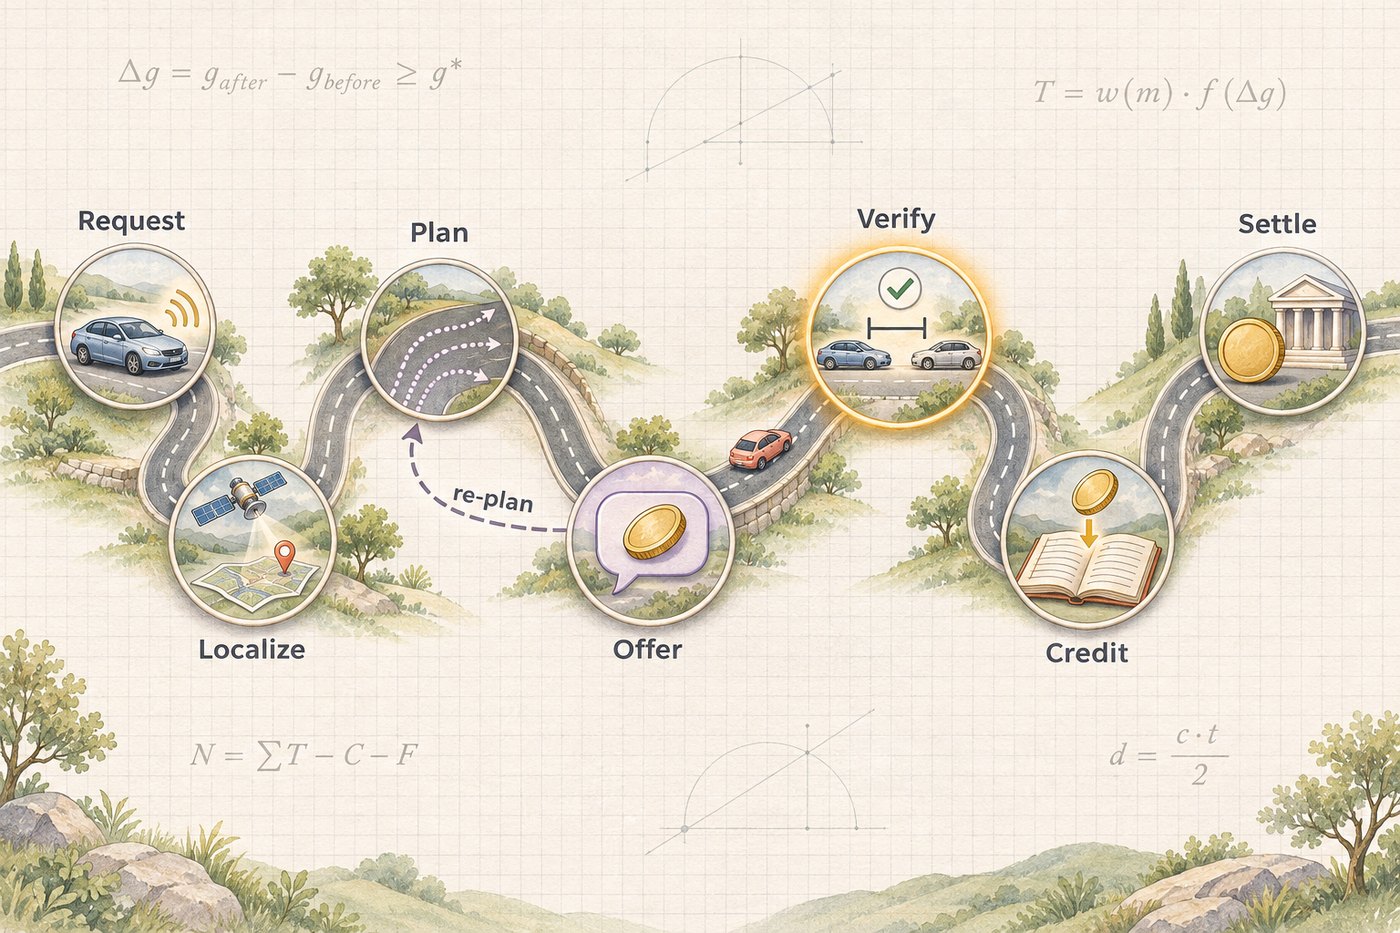 Δg = g_after − g_before ≥ g*
T = w(m) · f(Δg)
Request
Plan
Verify
Settle
re-plan
Localize
Offer
Credit
N = ∑T − C − F
d = c·t / 2